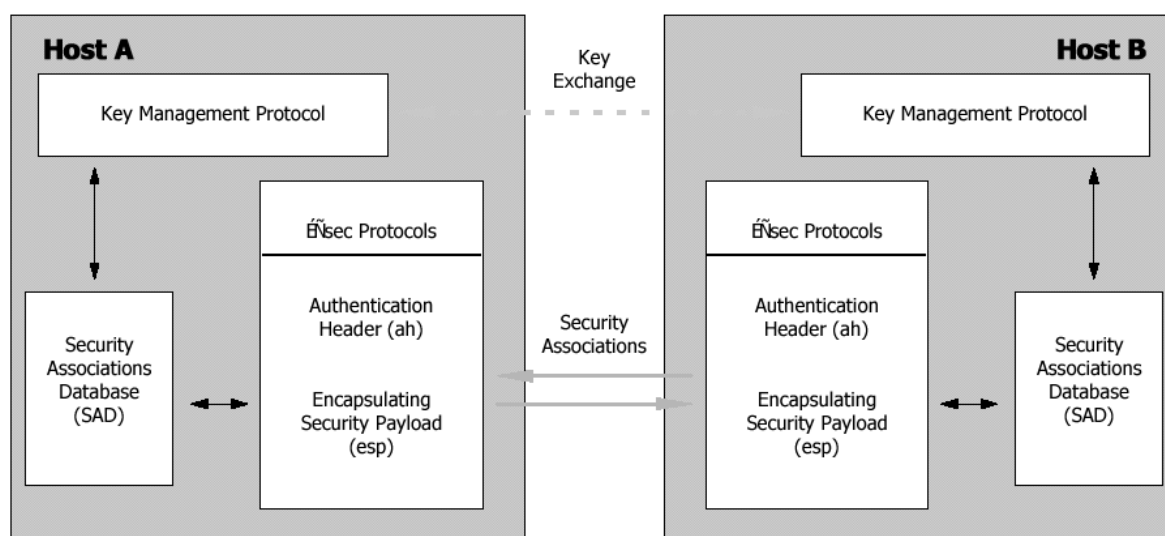 Host A
Key Management Protocol
ÉÑsec Protocols
Authentication
Header (ah)
Encapsulating
Security Payload
(esp)
Security
Associations
Database
(SAD)
Key
Exchange
Security
Associations
Host B
Key Management Protocol
ÉÑsec Protocols
Authentication
Header (ah)
Encapsulating
Security Payload
(esp)
Security
Associations
Database
(SAD)